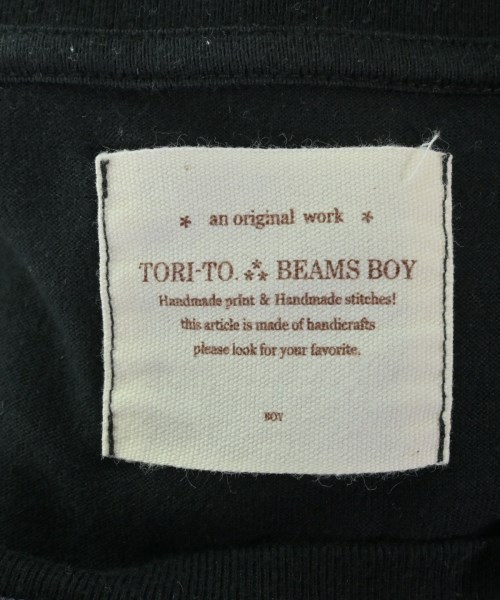 * an original work *
TORI-TO. ⁂ BEAMS BOY
Handmade print & Handmade stitches!
this article is made of handicrafts
please look for your favorite.
BOY